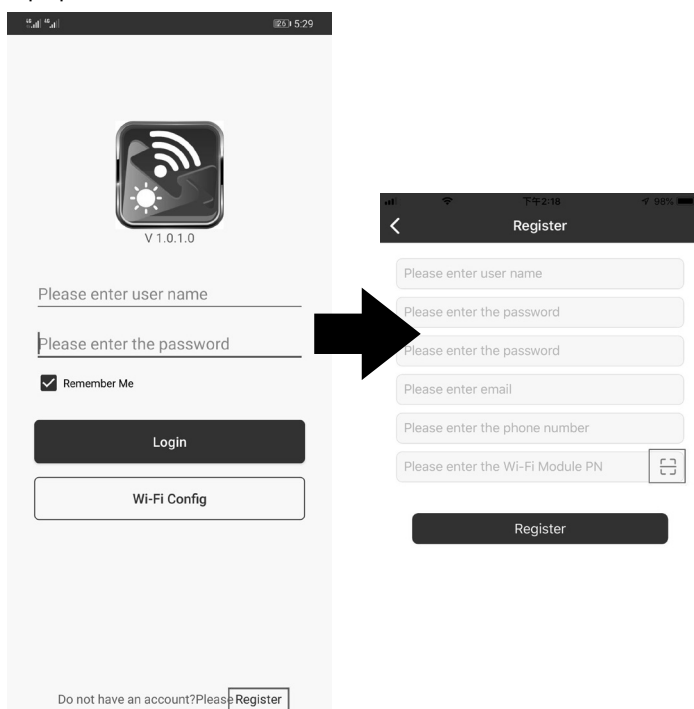 5:29
V 1.0.1.0
Please enter user name
Please enter the password
Remember Me
Login
Wi-Fi Config
Do not have an account?Please Register
下午2:18
98%
Register
Please enter user name
Please enter the password
Please enter the password
Please enter email
Please enter the phone number
Please enter the Wi-Fi Module PN
Register